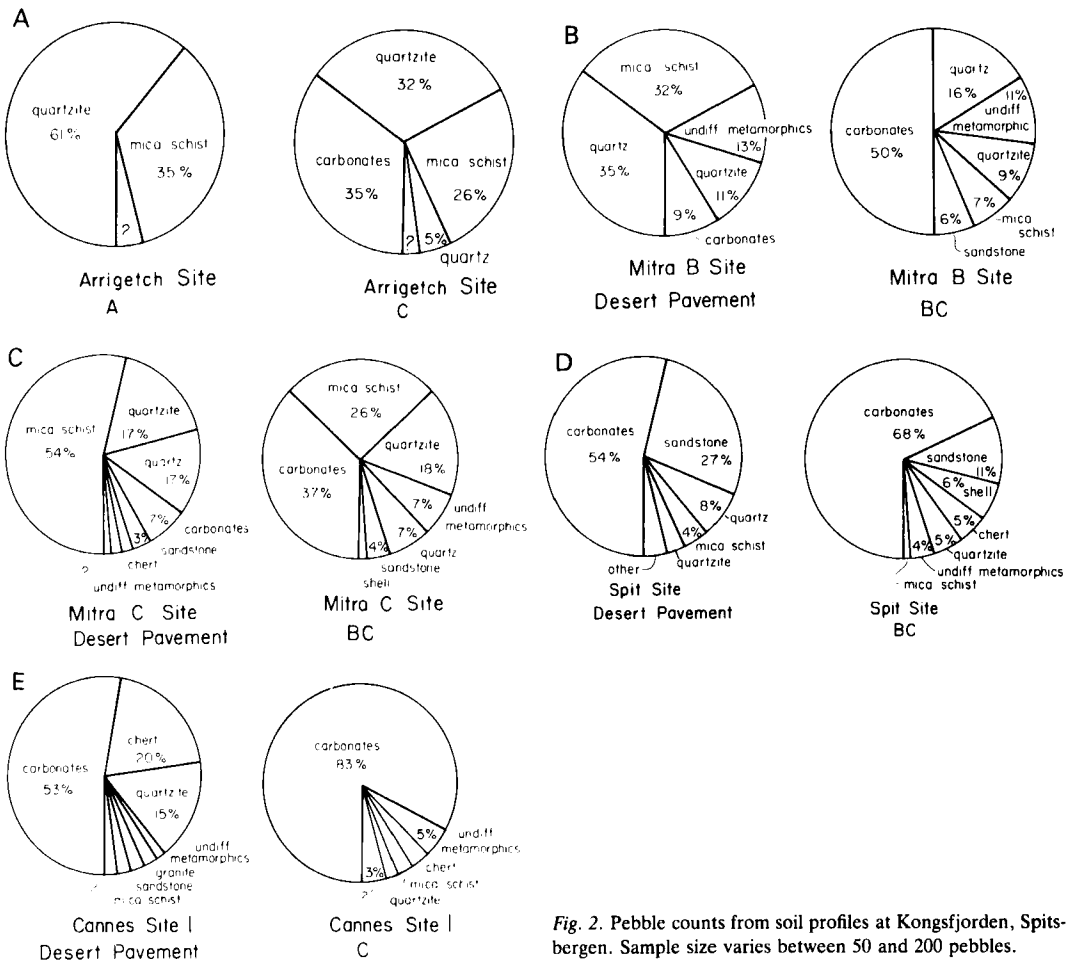 A
quartzite
61%
mica schist
35%
?
Arrigetch Site
A
quartzite
32%
carbonates
35%
mica schist
26%
?
5%
quartz
Arrigetch Site
C
B
mica schist
32%
undiff metamorphics
13%
quartz
35%
quartzite
11%
9%
carbonates
Mitra B Site
Desert Pavement
quartz
16%
11%
undiff
metamorphic
carbonates
50%
quartzite
9%
7%
mica
schist
6%
sandstone
Mitra B Site
BC
C
quartzite
17%
mica schist
54%
quartz
17%
7%
carbonates
3%
sandstone
chert
?
undiff metamorphics
Mitra C Site
Desert Pavement
mica schist
26%
quartzite
18%
carbonates
37%
7%
undiff
metamorphics
7%
quartz
4%
sandstone
shell
Mitra C Site
BC
D
carbonates
54%
sandstone
27%
8%
quartz
4%
mica schist
quartzite
other
Spit Site
Desert Pavement
carbonates
68%
sandstone
11%
6%
shell
5%
chert
5%
quartzite
4%
undiff metamorphics
mica schist
Spit Site
BC
E
chert
20%
carbonates
53%
quartzite
15%
undiff
metamorphics
granite
sandstone
mica schist
?
Cannes Site I
Desert Pavement
carbonates
83%
5%
undiff
metamorphics
chert
mica schist
3%
quartzite
?
Cannes Site I
C
Fig. 2. Pebble counts from soil profiles at Kongsfjorden, Spits-
bergen. Sample size varies between 50 and 200 pebbles.